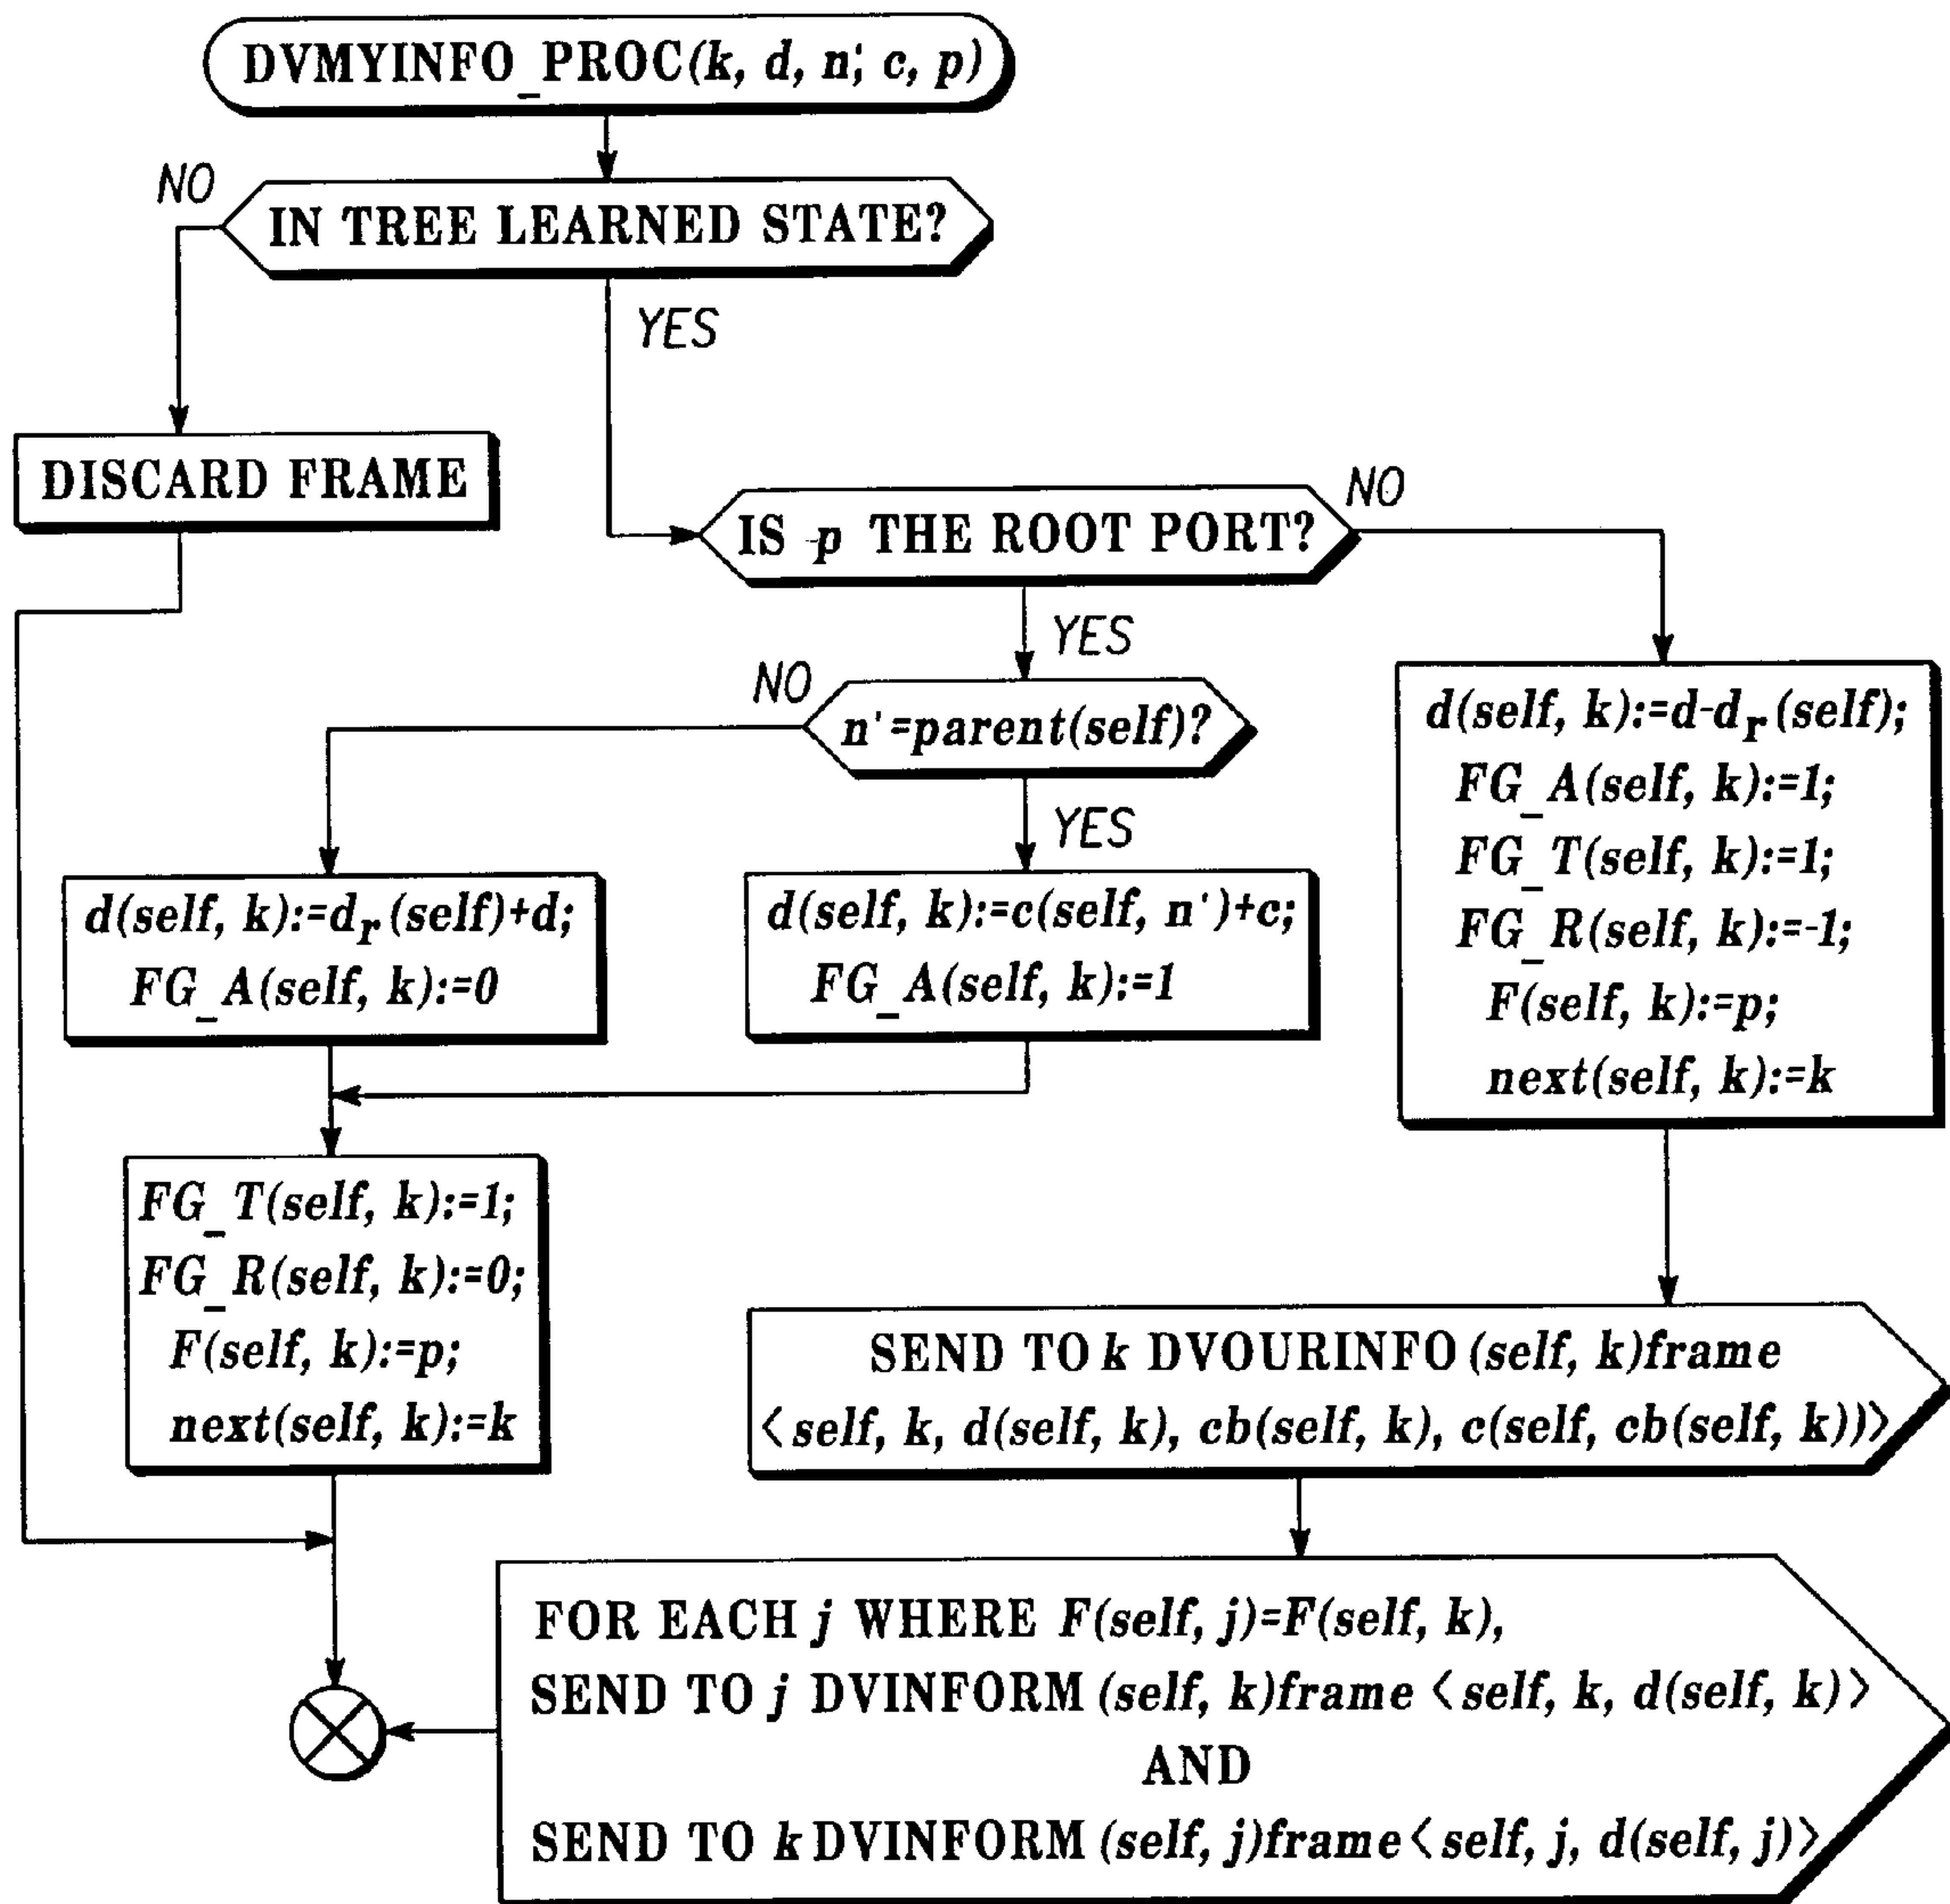 DVMYINFO_PROC(k, d, n', c, p)
NO
IN TREE LEARNED STATE?
YES
DISCARD FRAME
NO
IS p THE ROOT PORT?
YES
NO
n'=parent(self)?
YES
d(self, k):=d-dr(self);
FG_A(self, k):=1;
FG_T(self, k):=1;
FG_R(self, k):=-1;
F(self, k):=p;
next(self, k):=k
d(self, k):=dr(self)+d;
FG_A(self, k):=0
d(self, k):=c(self, n')+c;
FG_A(self, k):=1
FG_T(self, k):=1;
FG_R(self, k):=0;
F(self, k):=p;
next(self, k):=k
SEND TO k DVOURINFO (self, k)frame
<self, k, d(self, k), cb(self, k), c(self, cb(self, k))>
FOR EACH j WHERE F(self, j)=F(self, k),
SEND TO j DVINFORM (self, k)frame <self, k, d(self, k)>
AND
SEND TO k DVINFORM (self, j)frame <self, j, d(self, j)>